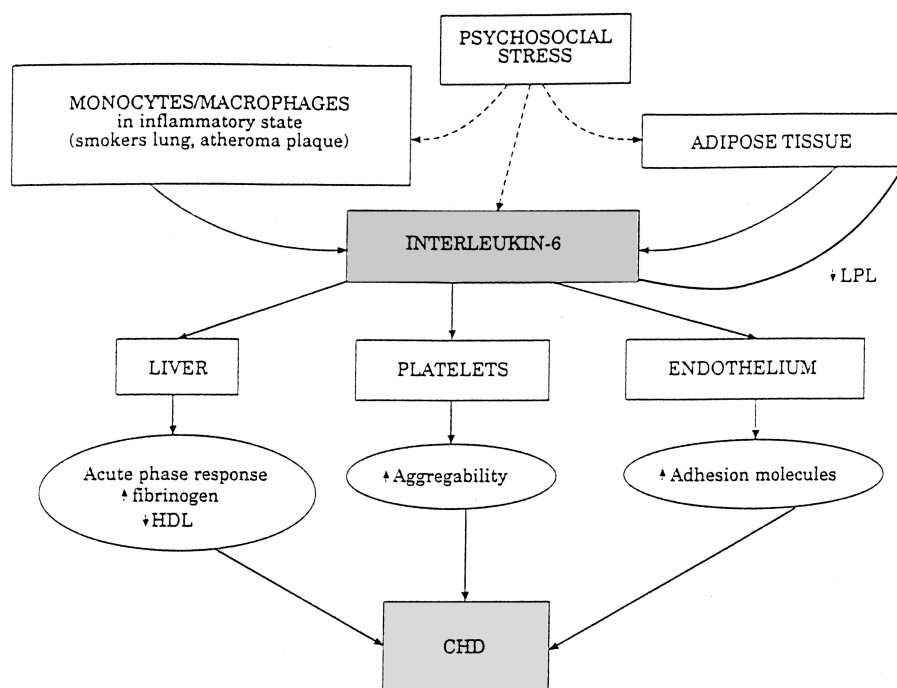 PSYCHOSOCIAL
STRESS
MONOCYTES/MACROPHAGES
in inflammatory state
(smokers lung, atheroma plaque)
ADIPOSE TISSUE
INTERLEUKIN-6
↓ LPL
LIVER
PLATELETS
ENDOTHELIUM
Acute phase response
↑ fibrinogen
↓ HDL
↑ Aggregability
↑ Adhesion molecules
CHD